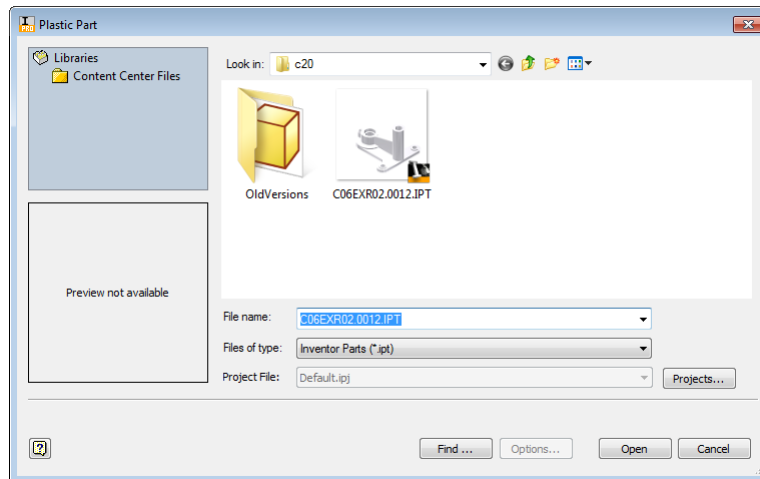 Plastic Part
Libraries
Content Center Files
Look in: c20
OldVersions
C06EXR02.0012.IPT
Preview not available
File name: C06EXR02.0012.IPT
Files of type: Inventor Parts (*.ipt)
Project File: Default.ipj
Projects...
Find ...
Options...
Open
Cancel